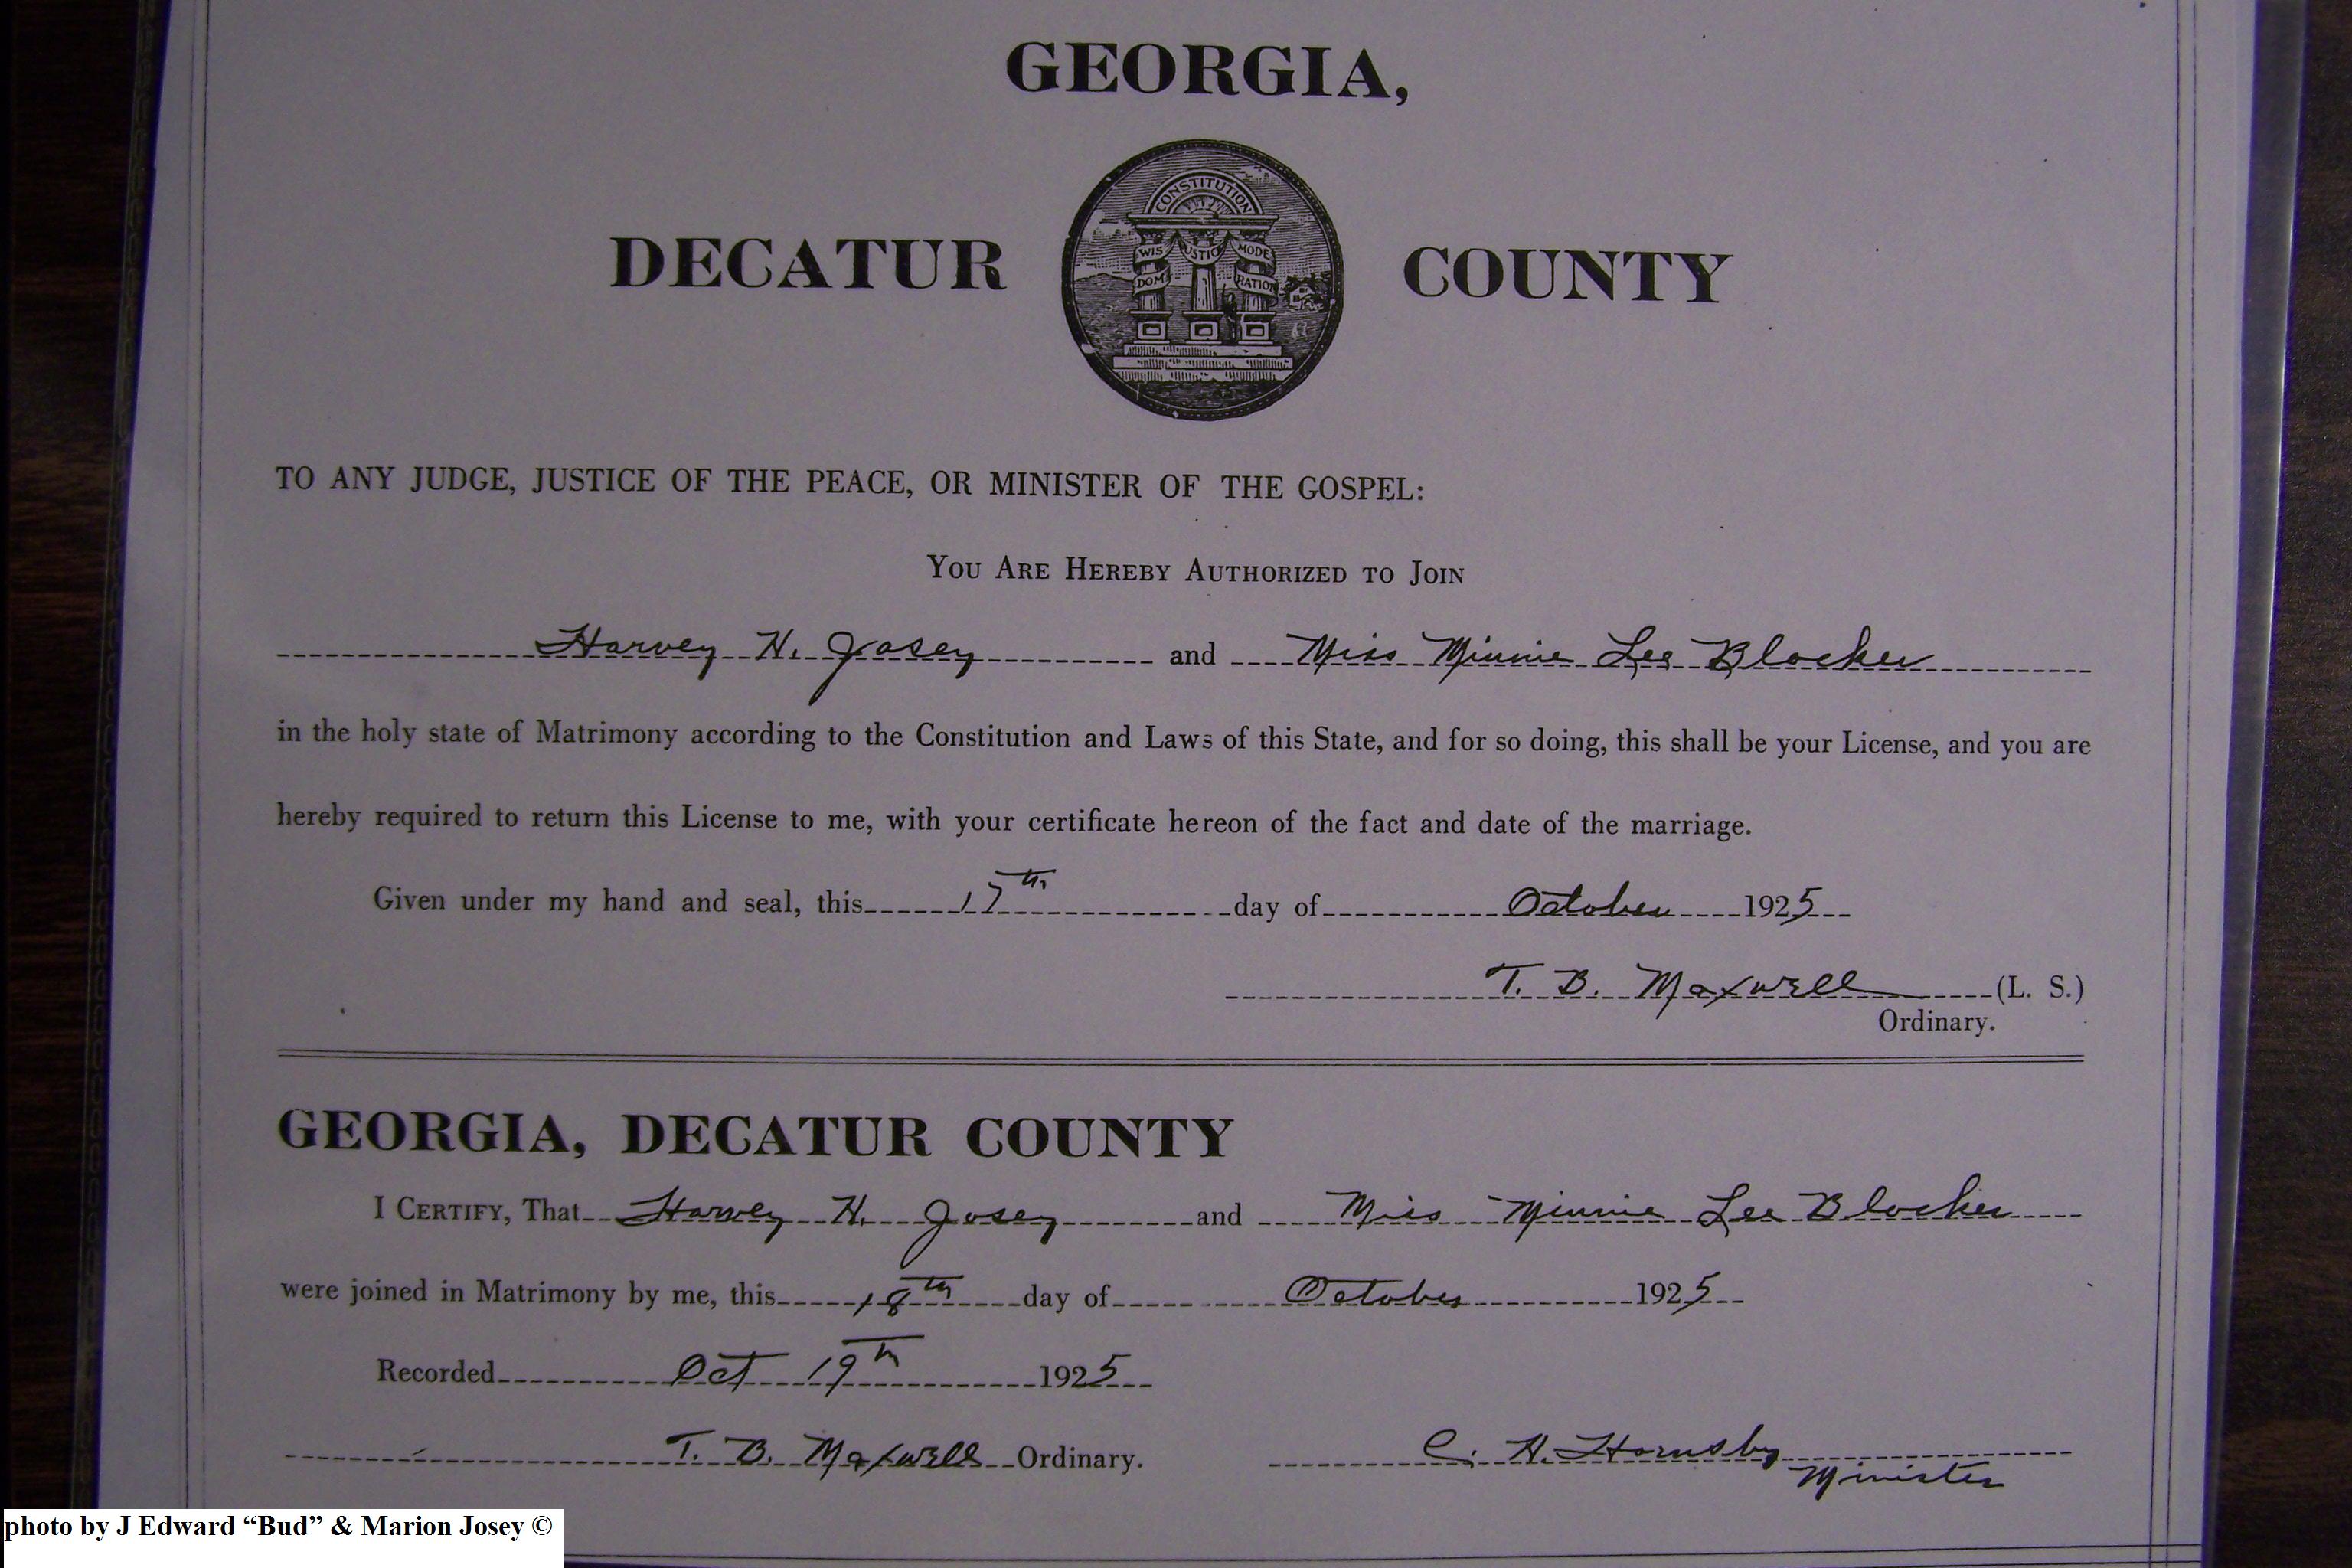 GEORGIA,
DECATUR COUNTY
CONSTITUTION
WIS JUSTICE MODE
DOM RATION
TO ANY JUDGE, JUSTICE OF THE PEACE, OR MINISTER OF THE GOSPEL:
You Are Hereby Authorized to Join
Harvey H. Josey and Miss Minnie Lee Blocker
in the holy state of Matrimony according to the Constitution and Laws of this State, and for so doing, this shall be your License, and you are
hereby required to return this License to me, with your certificate hereon of the fact and date of the marriage.
Given under my hand and seal, this 17th day of October 1925
T. B. Maxwell (L. S.)
Ordinary.
GEORGIA, DECATUR COUNTY
I Certify, That Harvey H. Josey and Miss Minnie Lee Blocker
were joined in Matrimony by me, this 18th day of October 1925
Recorded Oct 19th 1925
T. B. Maxwell Ordinary. C. H. Hornsby
Minister
photo by J Edward “Bud” & Marion Josey ©